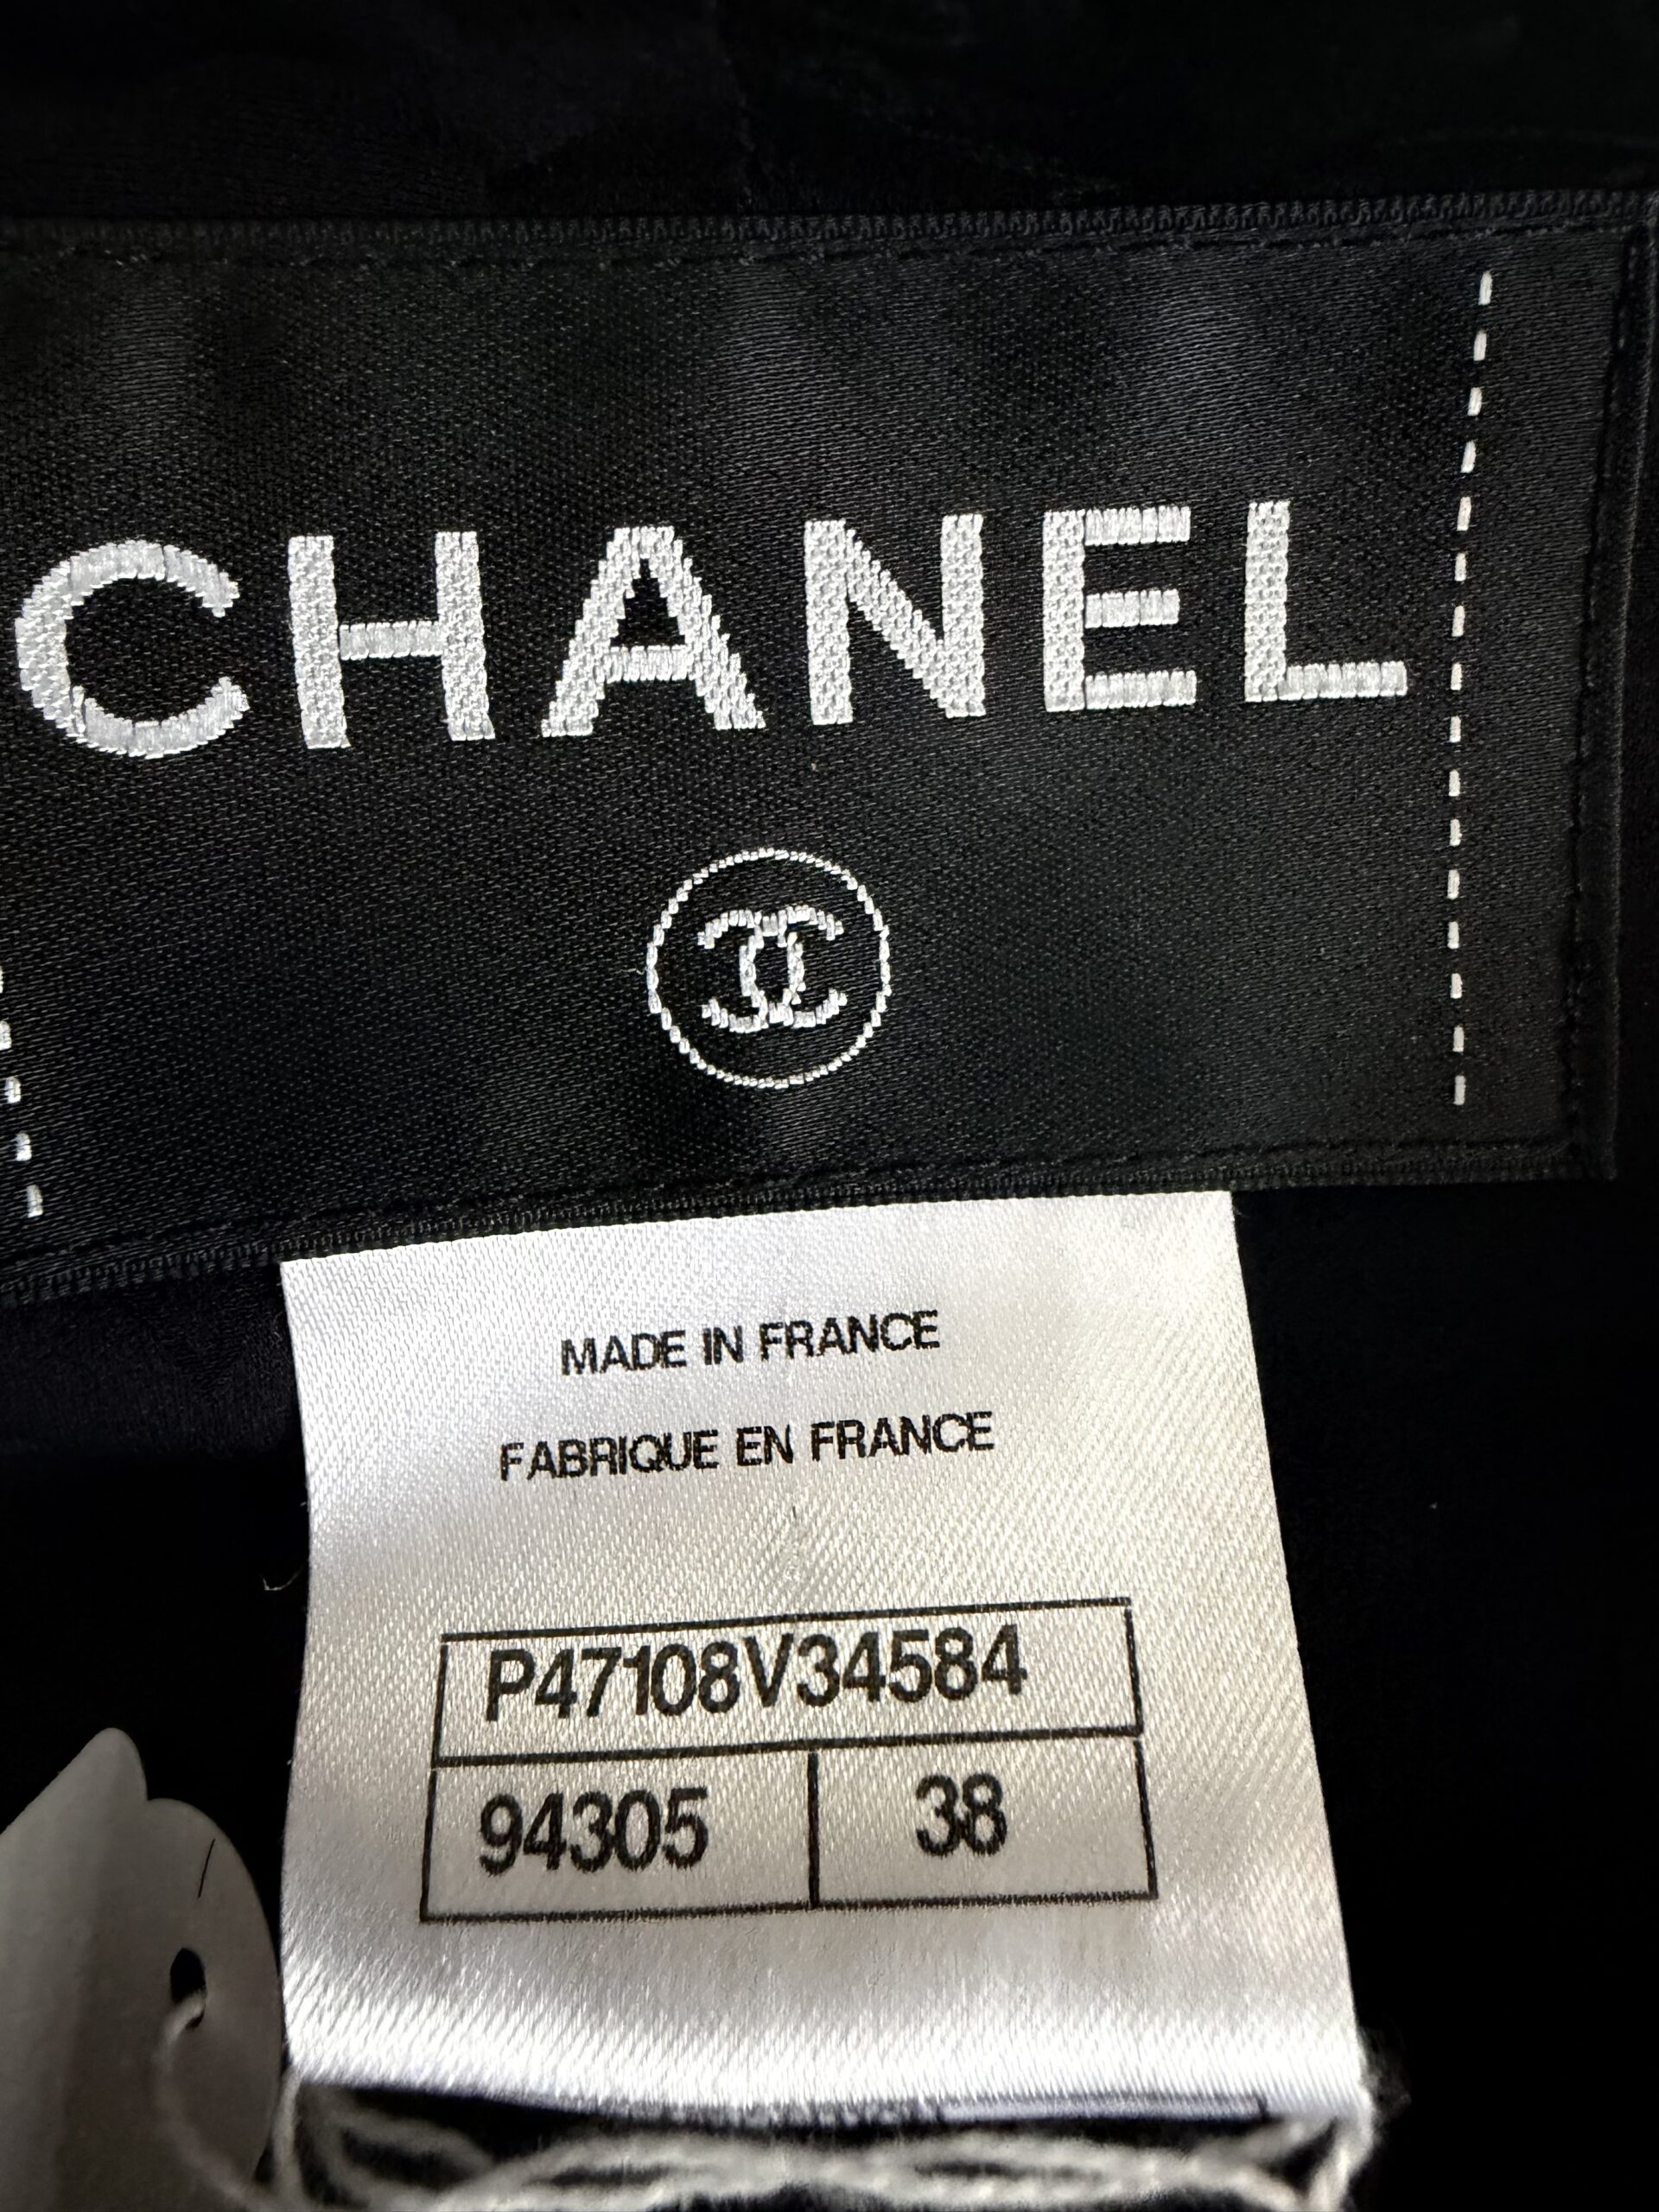 CHANEL
MADE IN FRANCE
FABRIQUE EN FRANCE
P47108V34584
94305 38